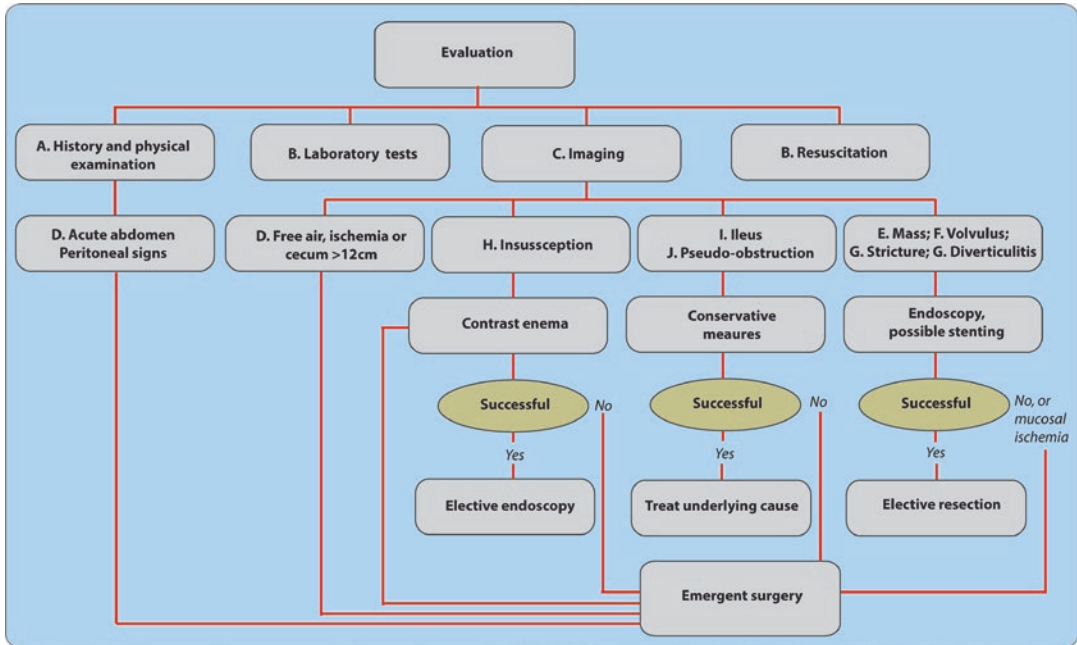 Evaluation
A. History and physical
examination
B. Laboratory tests
C. Imaging
B. Resuscitation
D. Acute abdomen
Peritoneal signs
D. Free air, ischemia or
cecum >12cm
H. Insussception
I. Ileus
J. Pseudo-obstruction
E. Mass; F. Volvulus;
G. Stricture; G. Diverticulitis
Contrast enema
Conservative
meaures
Endoscopy,
possible stenting
Successful
No
Successful
No
Successful
No, or
mucosal
ischemia
Yes
Yes
Yes
Elective endoscopy
Treat underlying cause
Elective resection
Emergent surgery